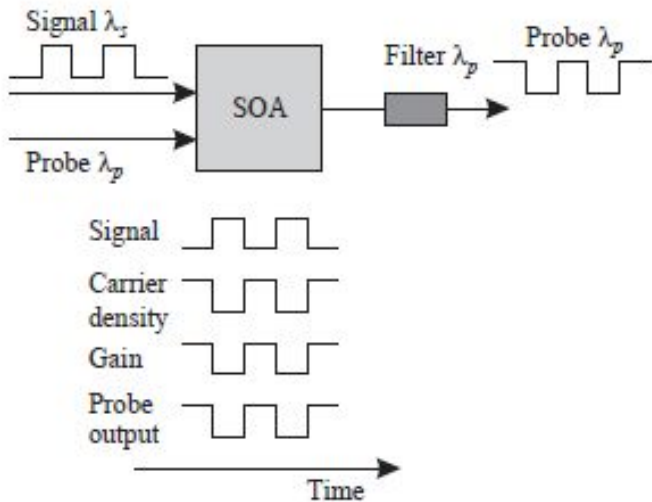 Signal λs
Probe λp
SOA
Filter λp
Probe λp
Signal
Carrier
density
Gain
Probe
output
Time